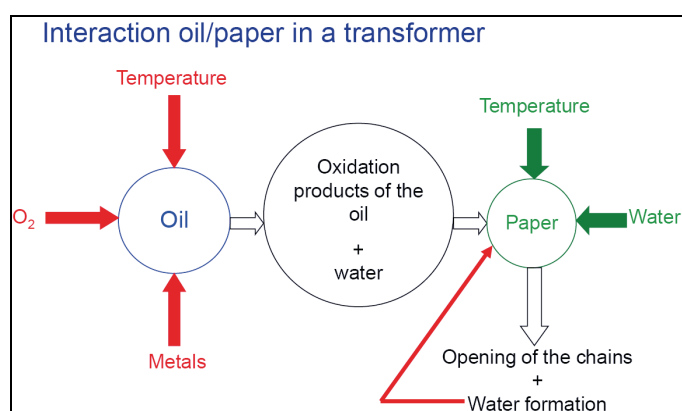 Interaction oil/paper in a transformer
Temperature
Temperature
O₂
Oil
Oxidation
products of the
oil
+
water
Paper
Water
Metals
Opening of the chains
+
Water formation